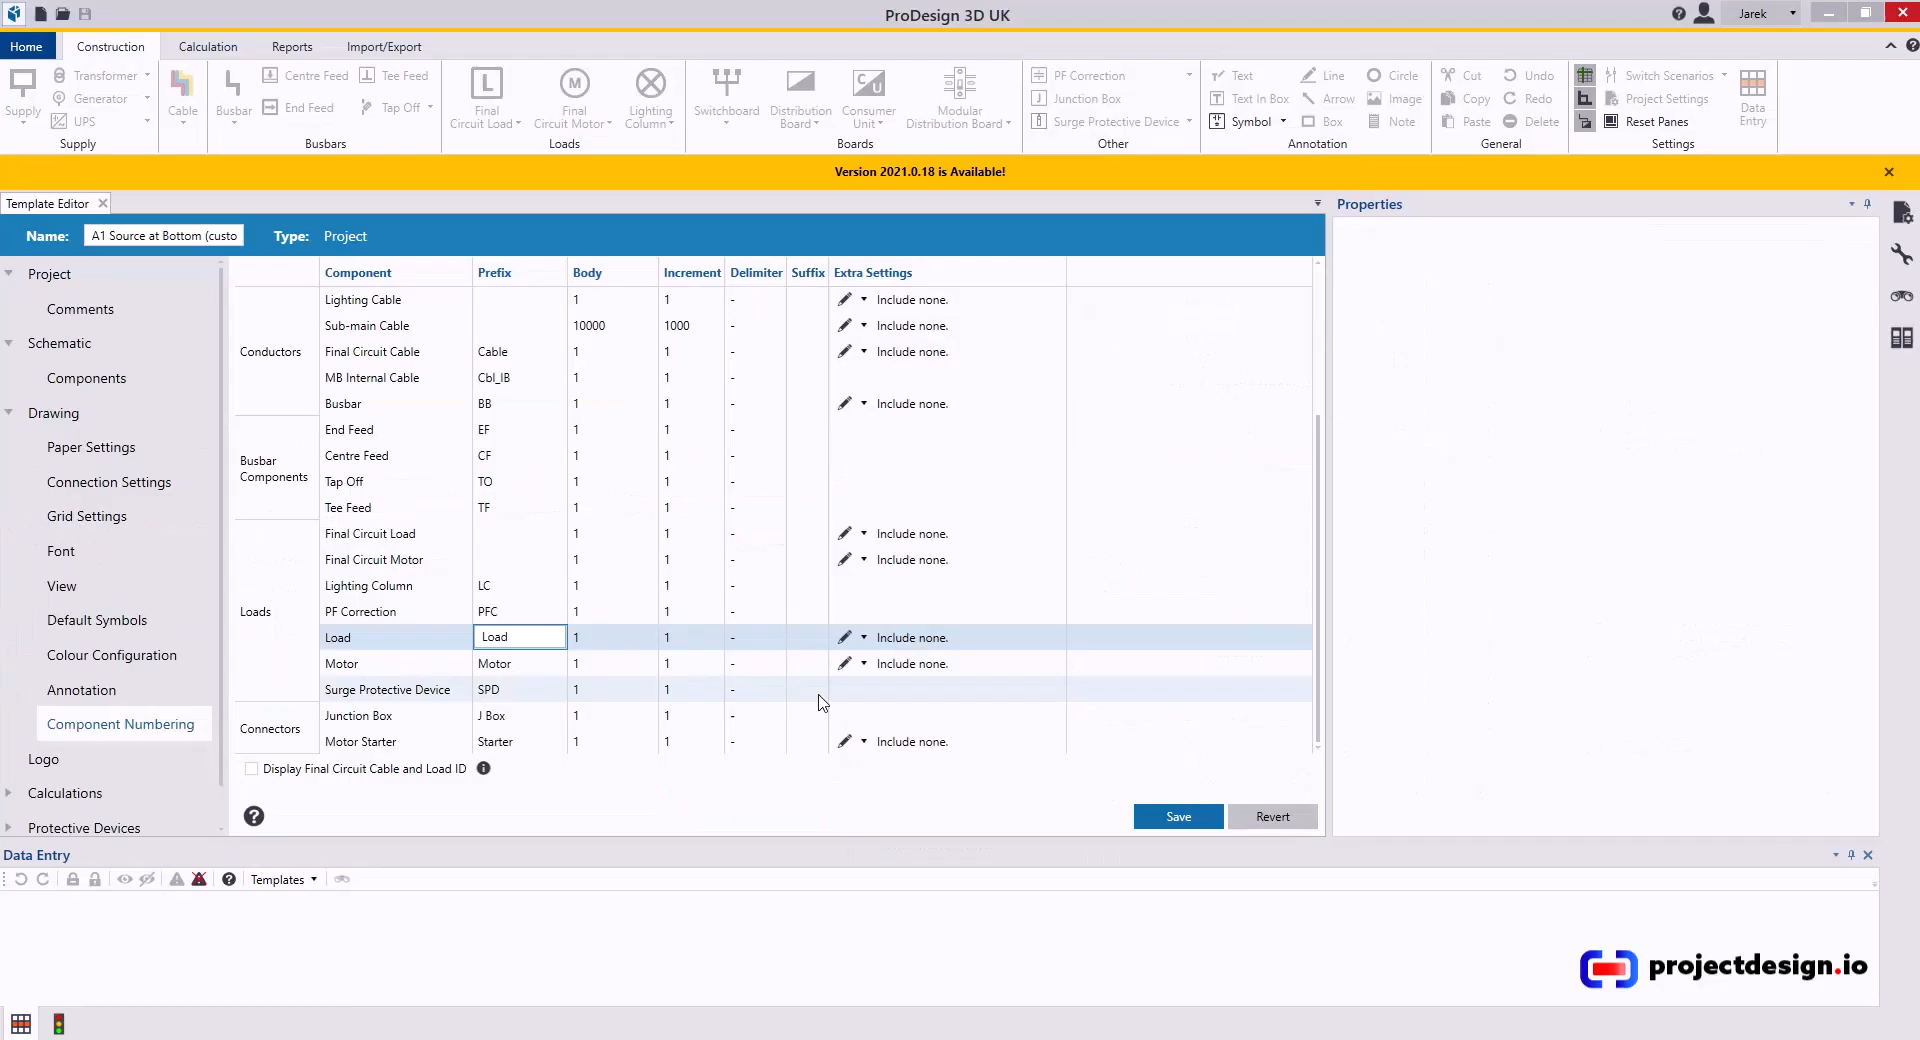 ProDesign 3D UK
Jarek
Home Construction Calculation Reports Import/Export
Supply
Transformer
Generator
UPS
Supply
Cable
Busbar
Centre Feed Tee Feed
End Feed Tap Off
Busbars
Final Circuit Load
Final Circuit Motor
Lighting Column
Loads
Switchboard
Distribution Board
Consumer Unit
Modular Distribution Board
Boards
PF Correction
Junction Box
Surge Protective Device
Other
Text Line Circle
Text In Box Arrow Image
Symbol Box Note
Annotation
Cut Undo
Copy Redo
Paste Delete
General
Switch Scenarios
Project Settings
Reset Panes
Data Entry
Settings
Version 2021.0.18 is Available!
Template Editor
Properties
Name: A1 Source at Bottom (custo Type: Project
Project
Comments
Schematic
Components
Drawing
Paper Settings
Connection Settings
Grid Settings
Font
View
Default Symbols
Colour Configuration
Annotation
Component Numbering
Logo
Calculations
Protective Devices
Component Prefix Body Increment Delimiter Suffix Extra Settings
Conductors
Lighting Cable 1 1 - Include none.
Sub-main Cable 10000 1000 - Include none.
Final Circuit Cable Cable 1 1 - Include none.
MB Internal Cable Cbl_IB 1 1 -
Busbar BB 1 1 - Include none.
Busbar Components
End Feed EF 1 1 -
Centre Feed CF 1 1 -
Tap Off TO 1 1 -
Tee Feed TF 1 1 -
Loads
Final Circuit Load 1 1 - Include none.
Final Circuit Motor 1 1 - Include none.
Lighting Column LC 1 1 -
PF Correction PFC 1 1 -
Load Load 1 1 - Include none.
Motor Motor 1 1 - Include none.
Surge Protective Device SPD 1 1 -
Connectors
Junction Box J Box 1 1 -
Motor Starter Starter 1 1 - Include none.
Display Final Circuit Cable and Load ID
Save Revert
Data Entry
Templates
projectdesign.io